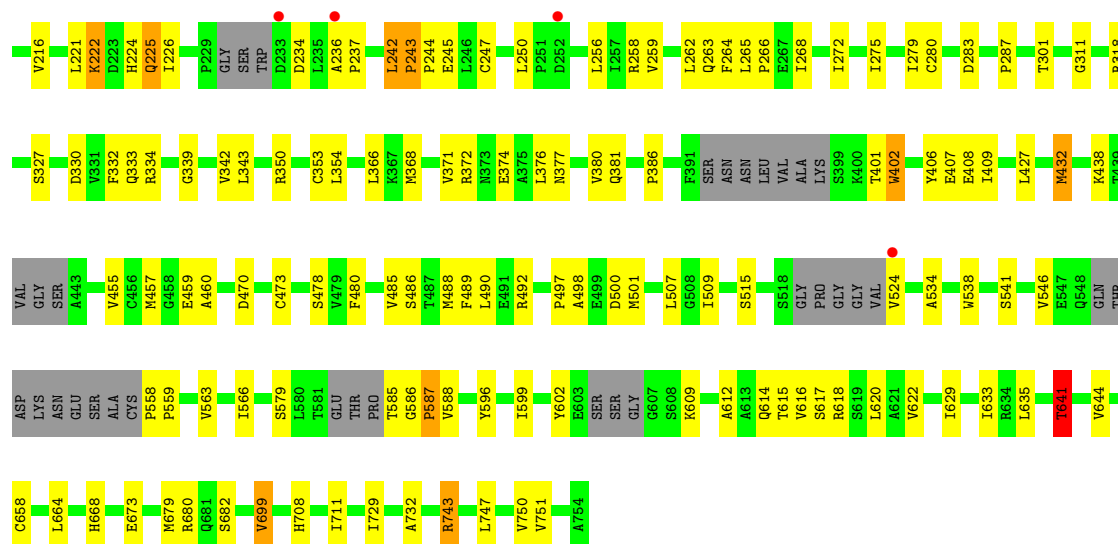 V216 L221 K222 D223 H224 Q225 I226 P229 GLY SER TRP D233 D234 L235 A236 P237 L242 P243 P244 E245 L246 C247 L250 P251 D252 L256 I257 R258 V259 L262 Q263 F264 L265 P266 E267 I268 I272 I275 I279 C280 D283 P287 T301 G311
S327 D330 V331 F332 Q333 R334 G339 V342 L343 R350 C353 L354 L366 K367 M368 V371 R372 N373 E374 A375 L376 N377 V380 Q381 P386 F391 SER ASN ASN LEU VAL ALA LYS S399 K400 T401 W402 Y406 E407 E408 I409 L427 M432 K438 T439
VAL GLY SER A443 V455 C456 M457 G458 E459 A460 D470 C473 S478 V479 F480 V485 S486 T487 M488 F489 L490 E491 R492 P497 A498 E499 D500 M501 L507 G508 I509 S515 S518 GLY PRO GLY GLY VAL V524 A534 W538 S541 V546 E547 Q548 GLN THR
ASP LYS ASN GLU SER ALA CYS P558 P559 V563 I566 S579 L580 T581 GLU THR PRO T585 G586 P587 V588 Y596 I599 Y602 E603 SER SER GLY G607 S608 K609 A612 A613 Q614 T615 V616 S617 R618 S619 L620 A621 V622 I629 I633 R634 L635 T641 V644
C658 L664 H668 E673 M679 R680 Q681 S682 V699 H708 I711 I729 A732 R743 L747 V750 V751 A754